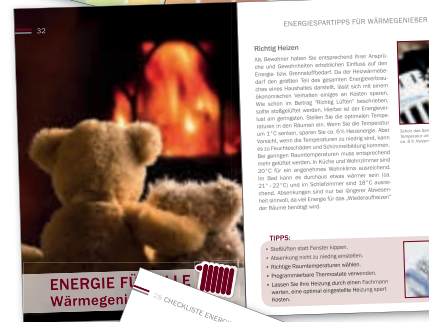 32
ENERGIESPARTIPPS FÜR WÄRMEGENIEßER
Richtig Heizen
Als Bewohner haben Sie entsprechend Ihrer Ansprü-
che und Gewohnheiten erheblichen Einfluss auf den
Energie- bzw. Brennstoffbedarf. Da der Heizwärmebe-
darf den größten Teil des gesamten Energieverbrau-
ches eines Haushaltes darstellt, lässt sich mit einem
ökonomischen Verhalten einiges an Kosten sparen.
Wie schon im Beitrag "Richtig Lüften" beschrieben,
sollte stoßgelüftet werden. Hierbei ist der Energiever-
lust am geringsten. Stellen Sie die optimalen Tempe-
raturen in den Räumen ein. Wenn Sie die Temperatur
um 1°C senken, sparen Sie ca. 6% Heizenergie. Aber
Vorsicht, wenn die Temperaturen zu niedrig sind, kann
es zu Feuchteschäden und Schimmelbildung kommen.
Bei geringen Raumtemperaturen muss entsprechend
mehr gelüftet werden. In Küche und Wohnzimmer sind
20°C für ein angenehmes Wohnklima ausreichend.
Im Bad kann es durchaus etwas wärmer sein (ca.
21°- 22°C) und im Schlafzimmer sind 18°C ausrei-
chend. Absenkungen sind nur bei längerer Abwesen-
heit sinnvoll, da viel Energie für das „Wiederaufheizen"
der Räume benötigt wird.
Schon das
Temperatur um
ca. 6% Heizen
TIPPS:
• Stoßlüften statt Fenster kippen.
• Absenkung nicht zu niedrig einstellen.
• Richtige Raumtemperaturen wählen.
• Programmierbare Thermostate verwenden.
• Lassen Sie Ihre Heizung durch einen Fachmann
warten, eine optimal eingestellte Heizung spart
Kosten.
ENERGIE FÜ LLE
Wärmegeni
28 CHECKLISTE ENERG